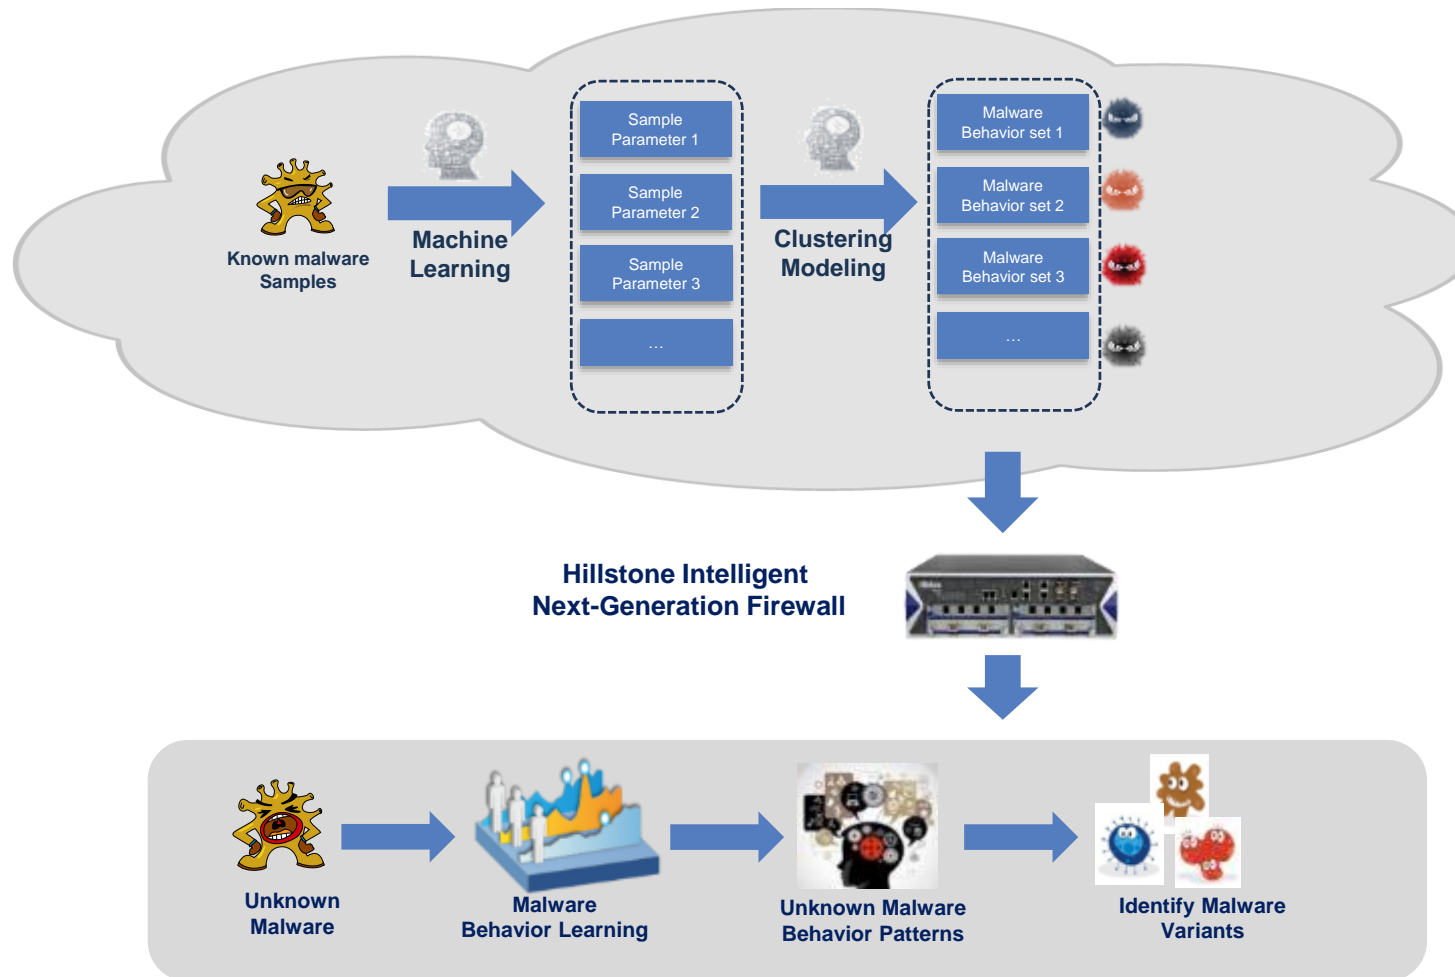 Known malware
Samples
Machine
Learning
Sample
Parameter 1
Sample
Parameter 2
Sample
Parameter 3
...
Clustering
Modeling
Malware
Behavior set 1
Malware
Behavior set 2
Malware
Behavior set 3
...
Hillstone Intelligent
Next-Generation Firewall
Unknown
Malware
Malware
Behavior Learning
Unknown Malware
Behavior Patterns
Identify Malware
Variants